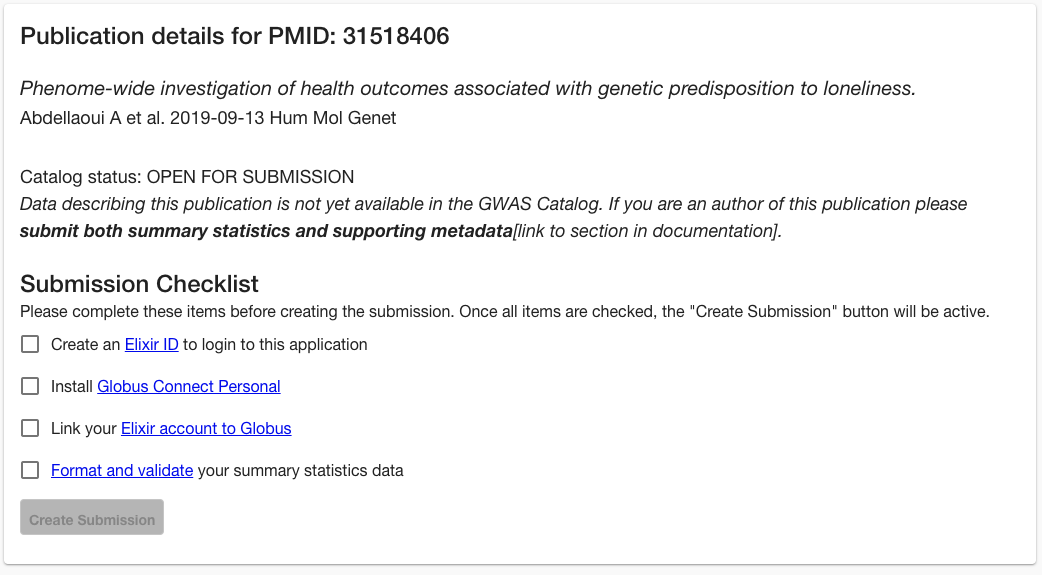 Publication details for PMID: 31518406
Phenome-wide investigation of health outcomes associated with genetic predisposition to loneliness.
Abdellaoui A et al. 2019-09-13 Hum Mol Genet
Catalog status: OPEN FOR SUBMISSION
Data describing this publication is not yet available in the GWAS Catalog. If you are an author of this publication please
submit both summary statistics and supporting metadata[link to section in documentation].
Submission Checklist
Please complete these items before creating the submission. Once all items are checked, the "Create Submission" button will be active.
Create an Elixir ID to login to this application
Install Globus Connect Personal
Link your Elixir account to Globus
Format and validate your summary statistics data
Create Submission